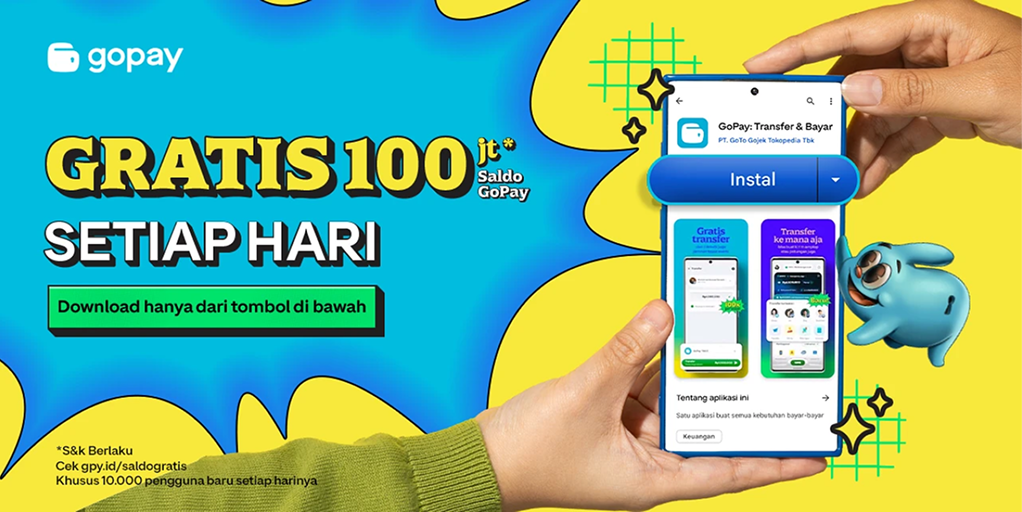 gopay
GRATIS 100 jt*
Saldo
GoPay
SETIAP HARI
Download hanya dari tombol di bawah
*S&k Berlaku
Cek gpy.id/saldogratis
Khusus 10.000 pengguna baru setiap harinya
GoPay: Transfer & Bayar
PT. GoTo Gojek Tokopedia Tbk
Instal
Gratis
transfer
Transfer
ke mana aja
Tentang aplikasi ini
Satu aplikasi buat semua kebutuhan bayar-bayar
Keuangan